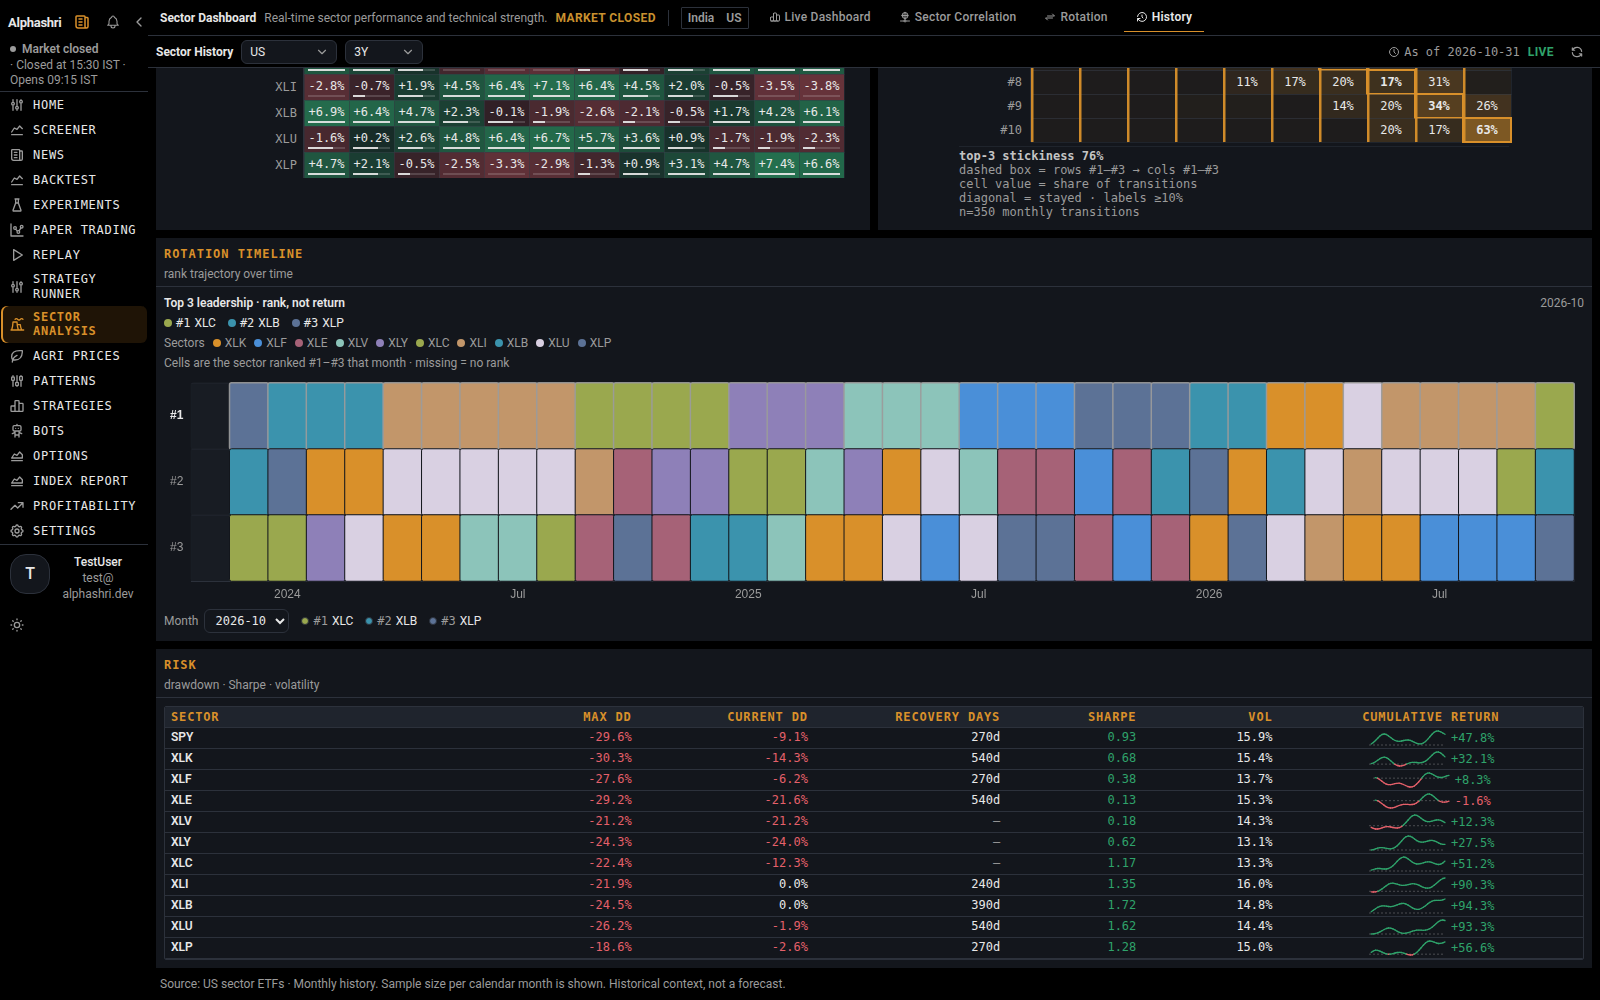 Alphashri
Market closed
· Closed at 15:30 IST ·
Opens 09:15 IST
HOME
SCREENER
NEWS
BACKTEST
EXPERIMENTS
PAPER TRADING
REPLAY
STRATEGY
RUNNER
SECTOR
ANALYSIS
AGRI PRICES
PATTERNS
STRATEGIES
BOTS
OPTIONS
INDEX REPORT
PROFITABILITY
SETTINGS
T
TestUser
test@
alphashri.dev
Sector Dashboard Real-time sector performance and technical strength. MARKET CLOSED India US Live Dashboard Sector Correlation Rotation History
Sector History US 3Y As of 2026-10-31 LIVE
XLI -2.8% -0.7% +1.9% +4.5% +6.4% +7.1% +6.4% +4.5% +2.0% -0.5% -3.5% -3.8%
XLB +6.9% +6.4% +4.7% +2.3% -0.1% -1.9% -2.6% -2.1% -0.5% +1.7% +4.2% +6.1%
XLU -1.6% +0.2% +2.6% +4.8% +6.4% +6.7% +5.7% +3.6% +0.9% -1.7% -1.9% -2.3%
XLP +4.7% +2.1% -0.5% -2.5% -3.3% -2.9% -1.3% +0.9% +3.1% +4.7% +7.4% +6.6%
#8 11% 17% 20% 17% 31%
#9 14% 20% 34% 26%
#10 20% 17% 63%
top-3 stickiness 76%
dashed box = rows #1–#3 → cols #1–#3
cell value = share of transitions
diagonal = stayed · labels ≥10%
n=350 monthly transitions
ROTATION TIMELINE
rank trajectory over time
Top 3 leadership · rank, not return 2026-10
#1 XLC #2 XLB #3 XLP
Sectors XLK XLF XLE XLV XLY XLC XLI XLB XLU XLP
Cells are the sector ranked #1–#3 that month · missing = no rank
#1
#2
#3
2024 Jul 2025 Jul 2026 Jul
Month 2026-10 #1 XLC #2 XLB #3 XLP
RISK
drawdown · Sharpe · volatility
SECTOR MAX DD CURRENT DD RECOVERY DAYS SHARPE VOL CUMULATIVE RETURN
SPY -29.6% -9.1% 270d 0.93 15.9% +47.8%
XLK -30.3% -14.3% 540d 0.68 15.4% +32.1%
XLF -27.6% -6.2% 270d 0.38 13.7% +8.3%
XLE -29.2% -21.6% 540d 0.13 15.3% -1.6%
XLV -21.2% -21.2% — 0.18 14.3% +12.3%
XLY -24.3% -24.0% — 0.62 13.1% +27.5%
XLC -22.4% -12.3% — 1.17 13.3% +51.2%
XLI -21.9% 0.0% 240d 1.35 16.0% +90.3%
XLB -24.5% 0.0% 390d 1.72 14.8% +94.3%
XLU -26.2% -1.9% 540d 1.62 14.4% +93.3%
XLP -18.6% -2.6% 270d 1.28 15.0% +56.6%
Source: US sector ETFs · Monthly history. Sample size per calendar month is shown. Historical context, not a forecast.